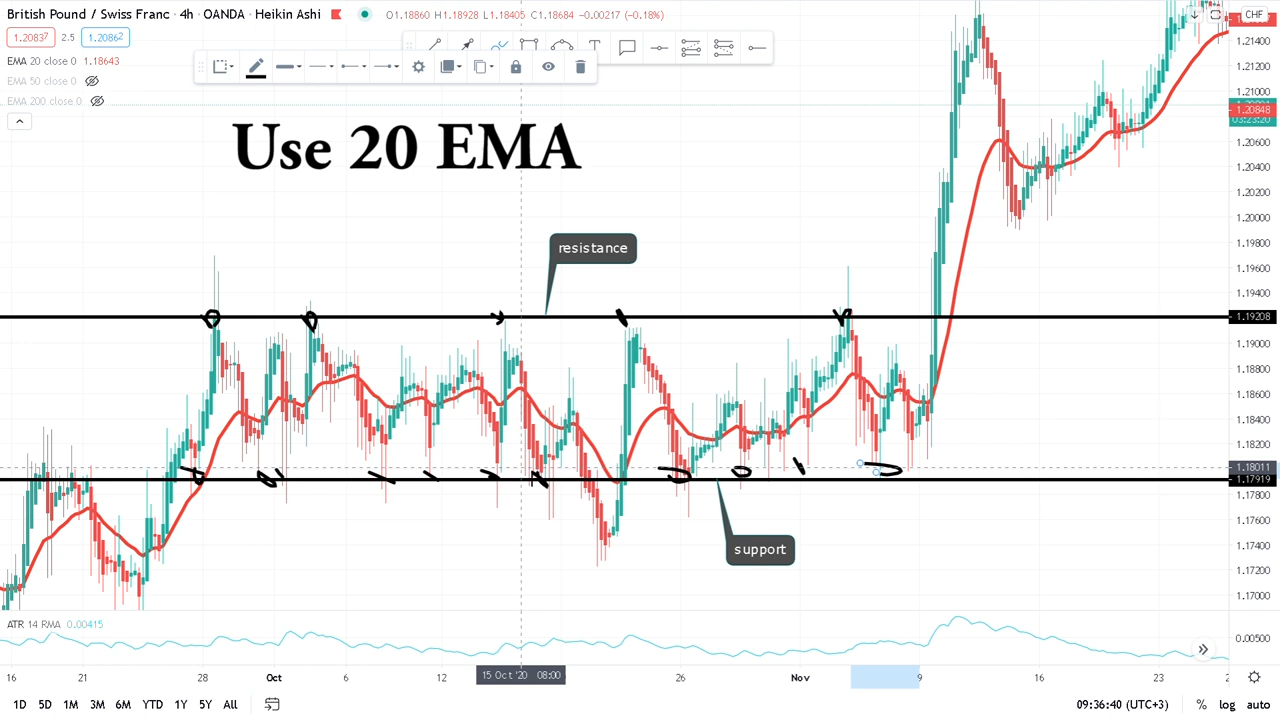 British Pound / Swiss Franc · 4h · OANDA · Heikin Ashi O1.18860 H1.18928 L1.18405 C1.18684 −0.00217 (−0.18%) CHF
1.20837 2.5 1.20862
T
EMA 20 close 0 1.18643
EMA 50 close 0
EMA 200 close 0
Use 20 EMA
resistance
support
1.21400
1.21200
1.21000
1.20848
03:23:20
1.20600
1.20400
1.20200
1.20000
1.19800
1.19600
1.19400
1.19208
1.19000
1.18800
1.18600
1.18400
1.18200
1.18011
1.17919
1.17800
1.17600
1.17400
1.17200
1.17000
ATR 14 RMA 0.00415
0.00500
16 21 28 Oct 6 12 15 Oct '20 08:00 26 Nov 9 16 23 2
1D 5D 1M 3M 6M YTD 1Y 5Y All 09:36:40 (UTC+3) % log auto